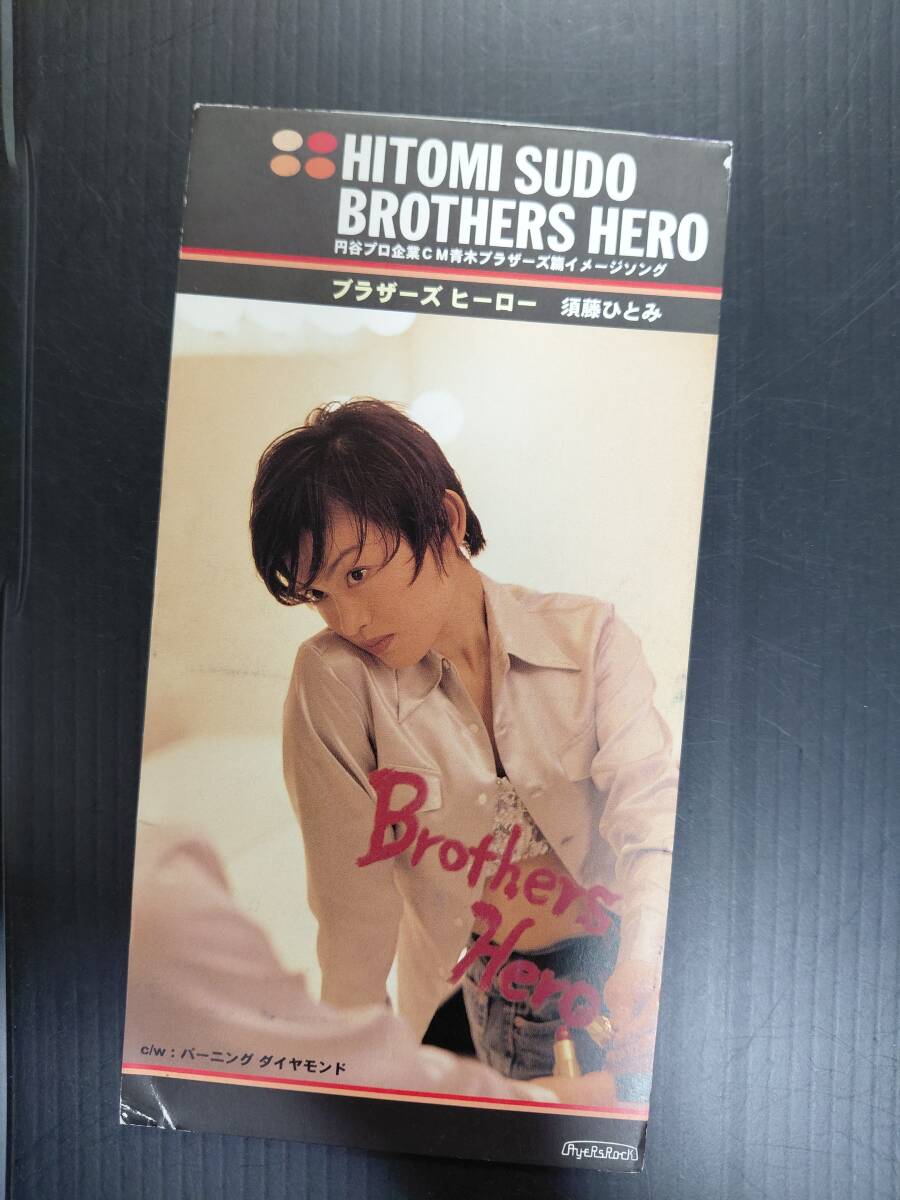 HITOMI SUDO
BROTHERS HERO
円谷プロ企業CM青木ブラザーズ篇イメージソング
ブラザーズ ヒーロー 須藤ひとみ
Brothers
Hero
c/w：バーニング ダイヤモンド
AyeRsRock